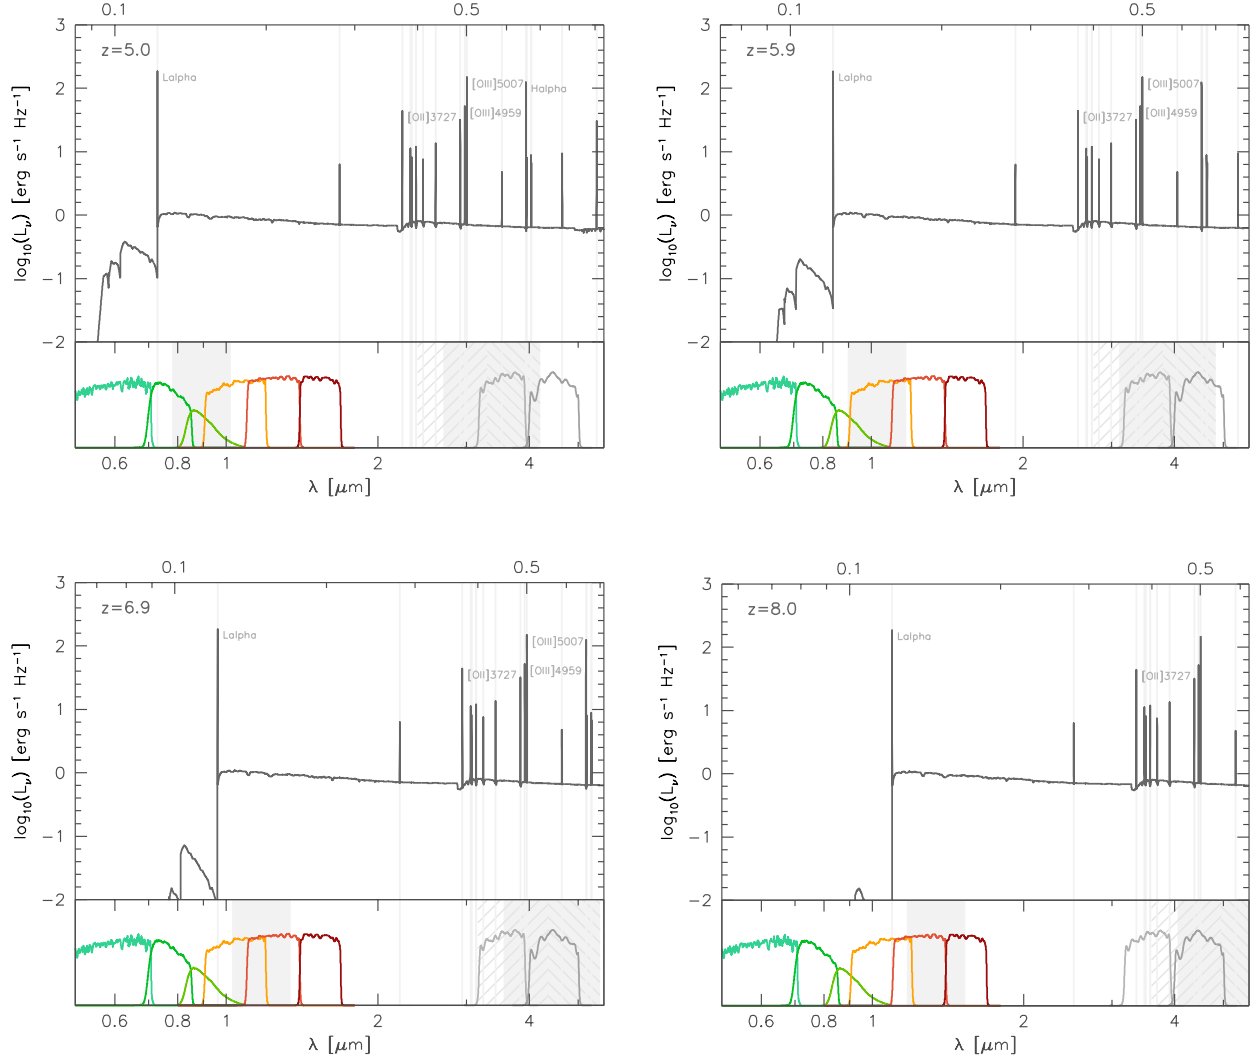 0.1 0.5
3
z=5.0
Lalpha
[OIII]5007
Halpha
[OII]3727
[OIII]4959
2
1
0
−1
−2
log₁₀(Lν) [erg s⁻¹ Hz⁻¹]
0.6 0.8 1 2 4
λ [μm]
0.1 0.5
3
z=5.9
Lalpha
[OIII]5007
[OII]3727
[OIII]4959
2
1
0
−1
−2
log₁₀(Lν) [erg s⁻¹ Hz⁻¹]
0.6 0.8 1 2 4
λ [μm]
0.1 0.5
3
z=6.9
Lalpha
[OIII]5007
[OII]3727
[OIII]4959
2
1
0
−1
−2
log₁₀(Lν) [erg s⁻¹ Hz⁻¹]
0.6 0.8 1 2 4
λ [μm]
0.1 0.5
3
z=8.0
Lalpha
[OII]3727
2
1
0
−1
−2
log₁₀(Lν) [erg s⁻¹ Hz⁻¹]
0.6 0.8 1 2 4
λ [μm]